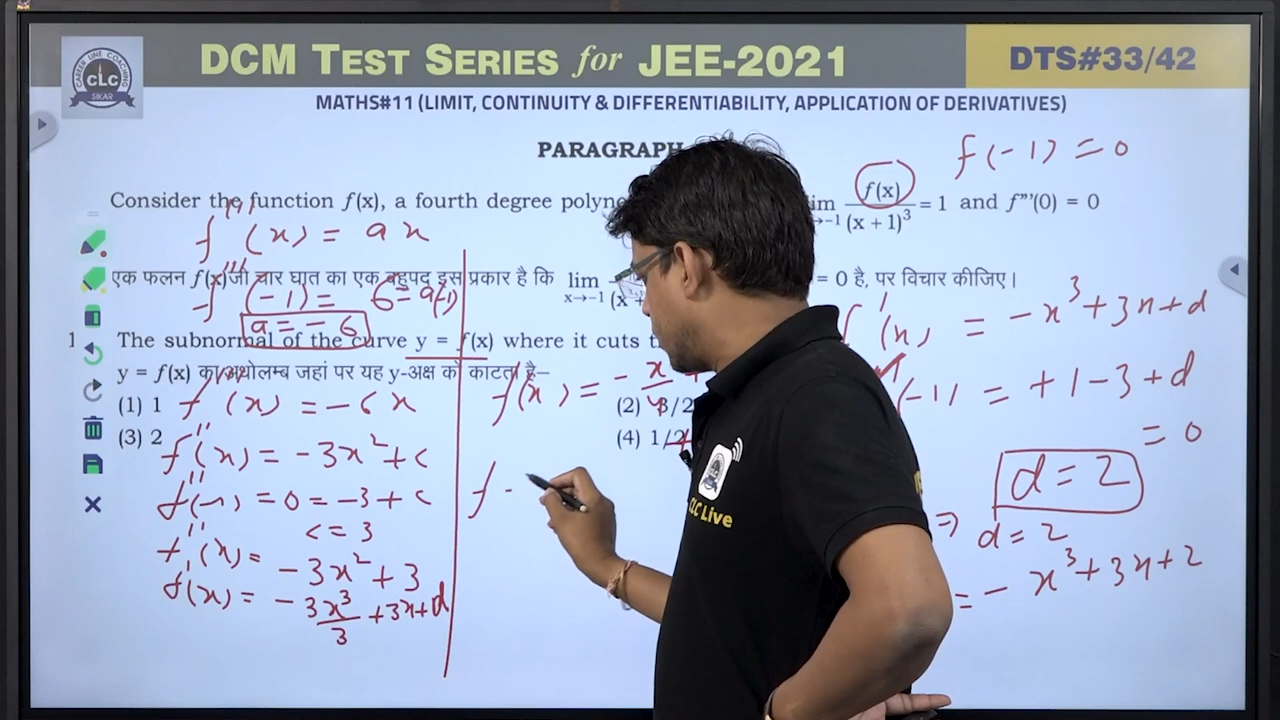 DCM TEST SERIES for JEE-2021
DTS#33/42
CLC
SIKAR
MATHS#11 (LIMIT, CONTINUITY & DIFFERENTIABILITY, APPLICATION OF DERIVATIVES)
PARAGRAPH
f(-1) = 0
Consider the function f(x), a fourth degree
f(x)/(x + 1)³ = 1 and f'''(0) = 0
f'''(x) = ax
एक फलन f(x) जो चार घात का एक बहुपद इस प्रकार है कि lim x→-1
= 0 है, पर विचार कीजिए।
f'''(-1) = 6 = a(-1)
a = -6
f'(x) = -x³ + 3x + d
1
The subnormal of the curve y = f(x) where it cuts
y = f(x) का अधोलम्ब जहां पर यह y-अक्ष को काटता है–
(-1) = +1 - 3 + d
= 0
(1) 1
(2) 3/2
(3) 2
(4) 1/2
f'''(x) = -6x
f''(x) = -3x² + c
f''(-1) = 0 = -3 + c
c = 3
f''(x) = -3x² + 3
f'(x) = -3x³/3 + 3x + d
f(x) = -x
4
f -
d = 2
⇒ d = 2
= -x³ + 3x + 2
CLC Live